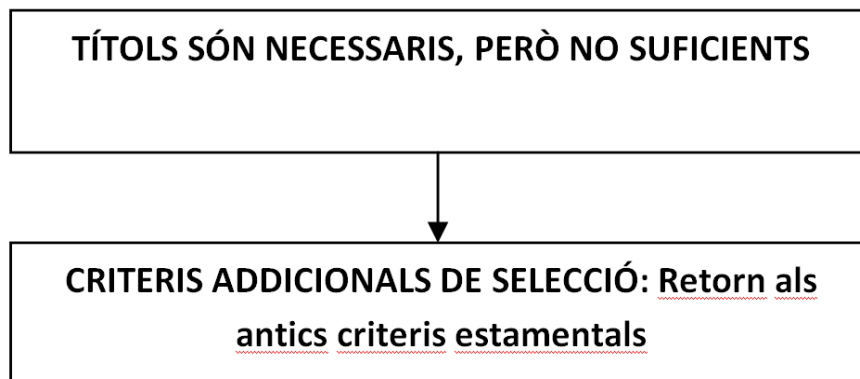 TÍTOLS SÓN NECESSARIS, PERÒ NO SUFICIENTS
CRITERIS ADDICIONALS DE SELECCIÓ: Retorn als
antics criteris estamentals